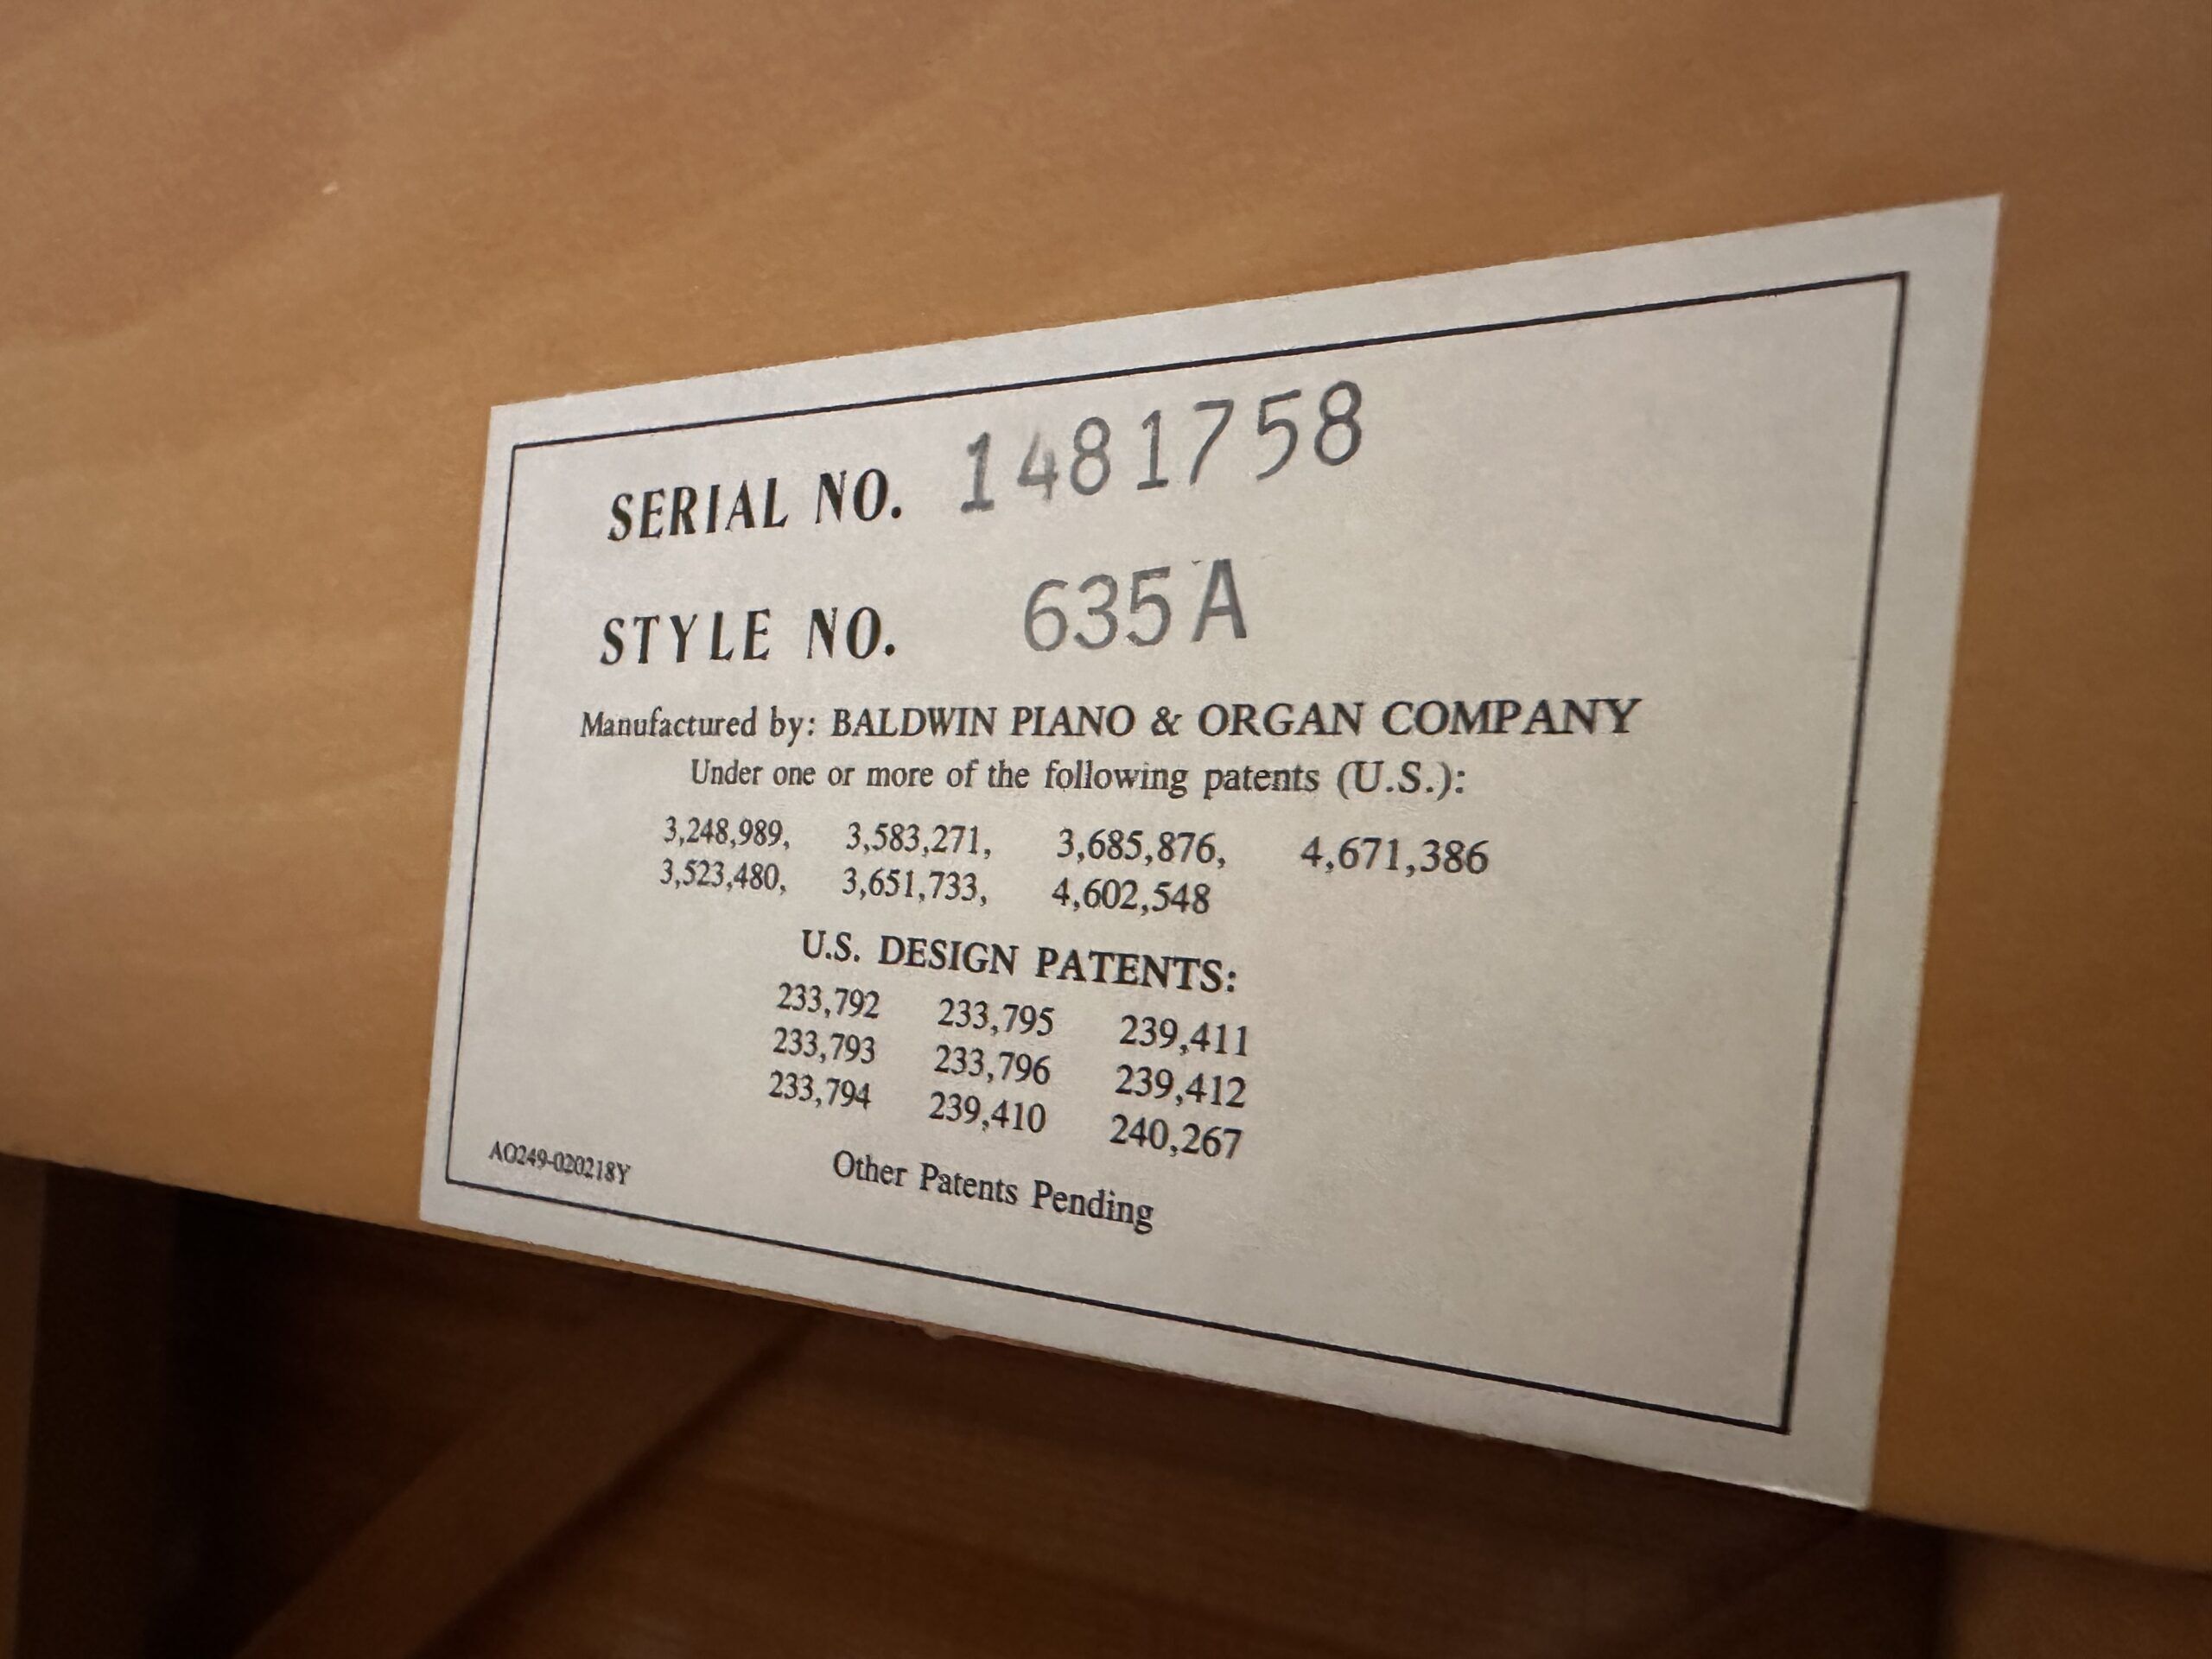 SERIAL NO. 1481758
STYLE NO. 635A
Manufactured by: BALDWIN PIANO & ORGAN COMPANY
Under one or more of the following patents (U.S.):
3,248,989, 3,583,271, 3,685,876, 4,671,386
3,523,480, 3,651,733, 4,602,548
U.S. DESIGN PATENTS:
233,792 233,795 239,411
233,793 233,796 239,412
233,794 239,410 240,267
Other Patents Pending
AO249-020218Y